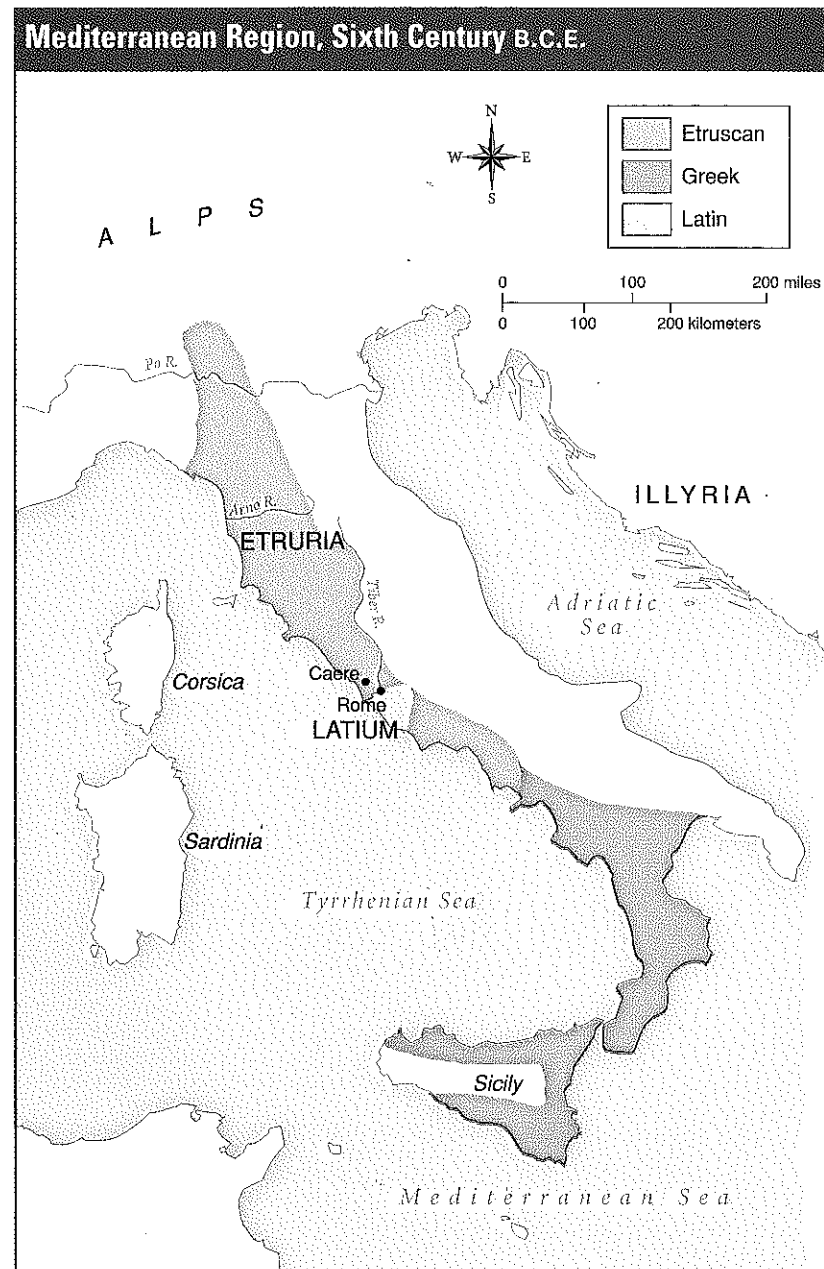 Mediterranean Region, Sixth Century B.C.E.
N
W E
S
Etruscan
Greek
Latin
ALPS
0 100 200 miles
0 100 200 kilometers
Po R.
Arno R.
ILLYRIA
ETRURIA
Tiber R.
Adriatic
Sea
Caere
Corsica
Rome
LATIUM
Sardinia
Tyrrhenian Sea
Sicily
Mediterranean Sea